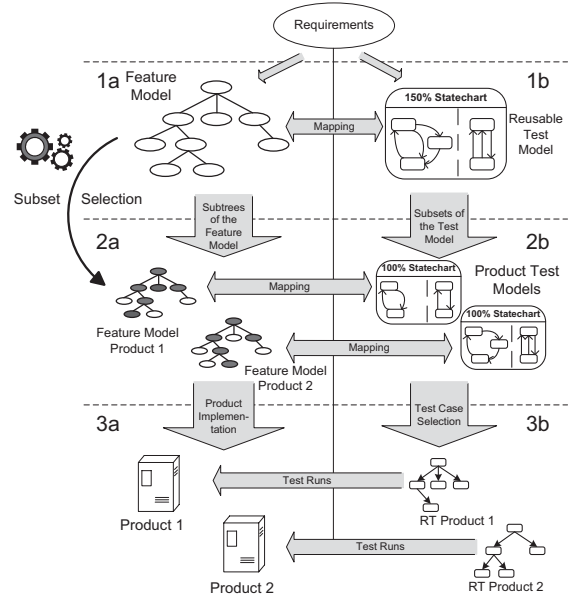 Requirements
1a
Feature
Model
1b
150% Statechart
Reusable
Test
Model
Mapping
Subset
Selection
Subtrees
of the
Feature
Model
Subsets of
the Test
Model
2a
2b
100% Statechart
Product Test
Models
Mapping
100% Statechart
Feature Model
Product 1
Mapping
Feature Model
Product 2
3a
Product
Implemen-
tation
Test Case
Selection
3b
Test Runs
Product 1
RT Product 1
Test Runs
Product 2
RT Product 2